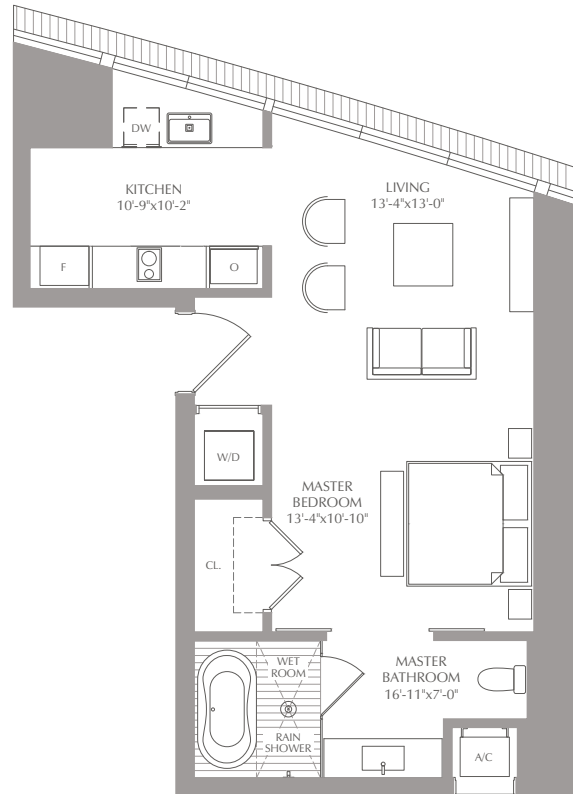 DW
KITCHEN
10'-9"x10'-2"
LIVING
13'-4"x13'-0"
F
O
W/D
MASTER
BEDROOM
13'-4"x10'-10"
CL.
WET
ROOM
MASTER
BATHROOM
16'-11"x7'-0"
RAIN
SHOWER
A/C